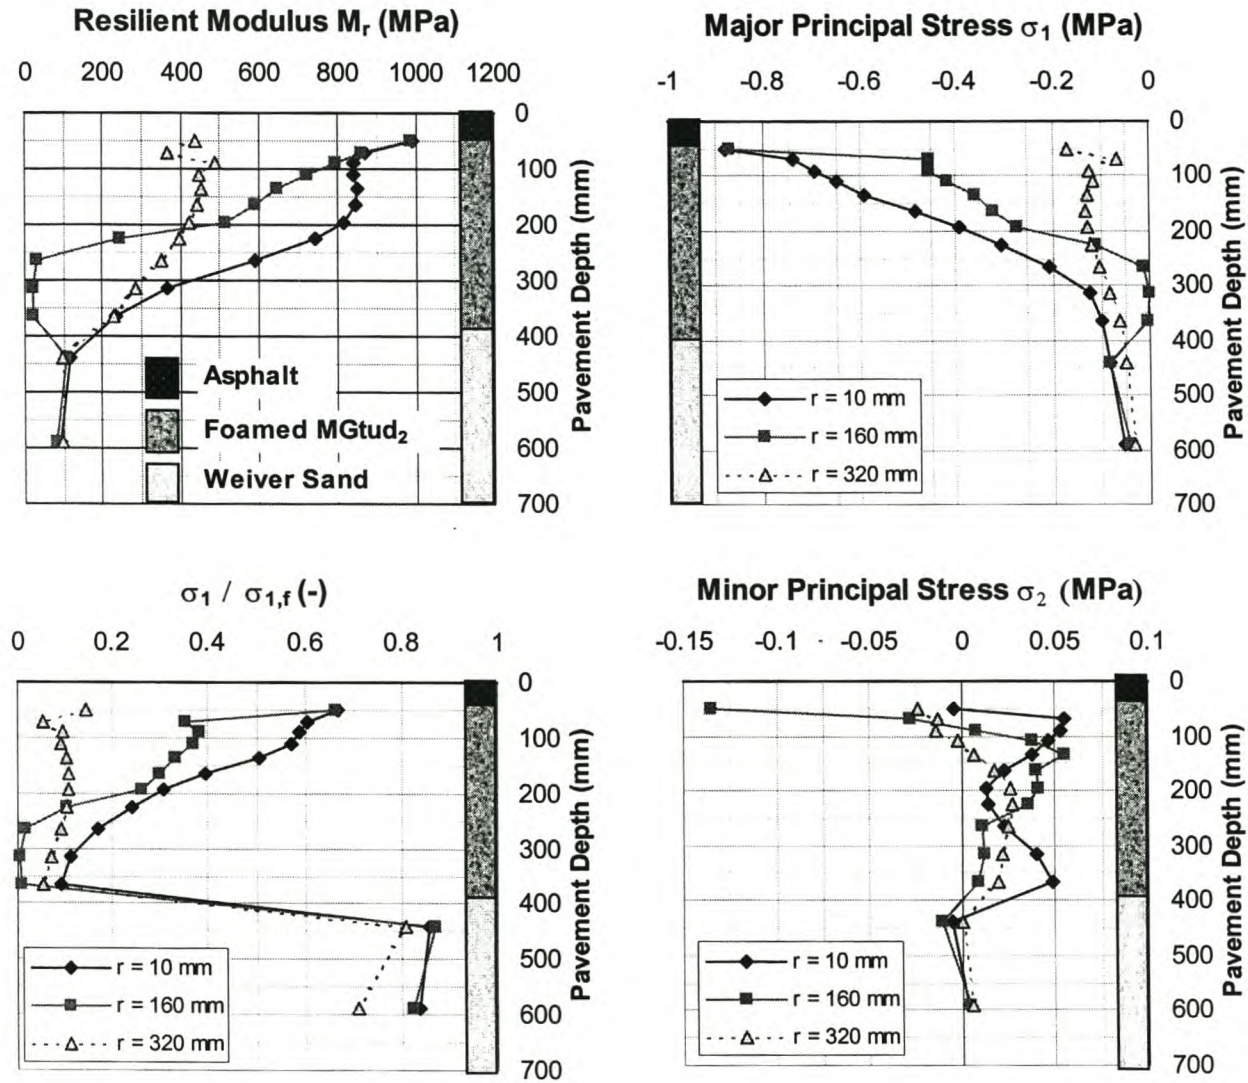 Resilient Modulus Mr (MPa)
0 200 400 600 800 1000 1200
0
100
200
300
400
500
600
700
Pavement Depth (mm)
Asphalt
Foamed MGtud2
Weiver Sand
Major Principal Stress σ1 (MPa)
-1 -0.8 -0.6 -0.4 -0.2 0
0
100
200
300
400
500
600
700
Pavement Depth (mm)
r = 10 mm
r = 160 mm
r = 320 mm
σ1 / σ1,f (-)
0 0.2 0.4 0.6 0.8 1
0
100
200
300
400
500
600
700
Pavement Depth (mm)
r = 10 mm
r = 160 mm
r = 320 mm
Minor Principal Stress σ2 (MPa)
-0.15 -0.1 -0.05 0 0.05 0.1
0
100
200
300
400
500
600
700
Pavement Depth (mm)
r = 10 mm
r = 160 mm
r = 320 mm